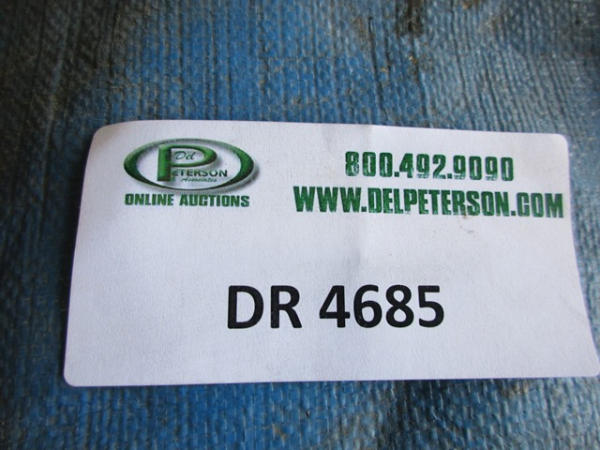 Del
PETERSON
& Associates
ONLINE AUCTIONS
800.492.9090
WWW.DELPETERSON.COM
DR 4685